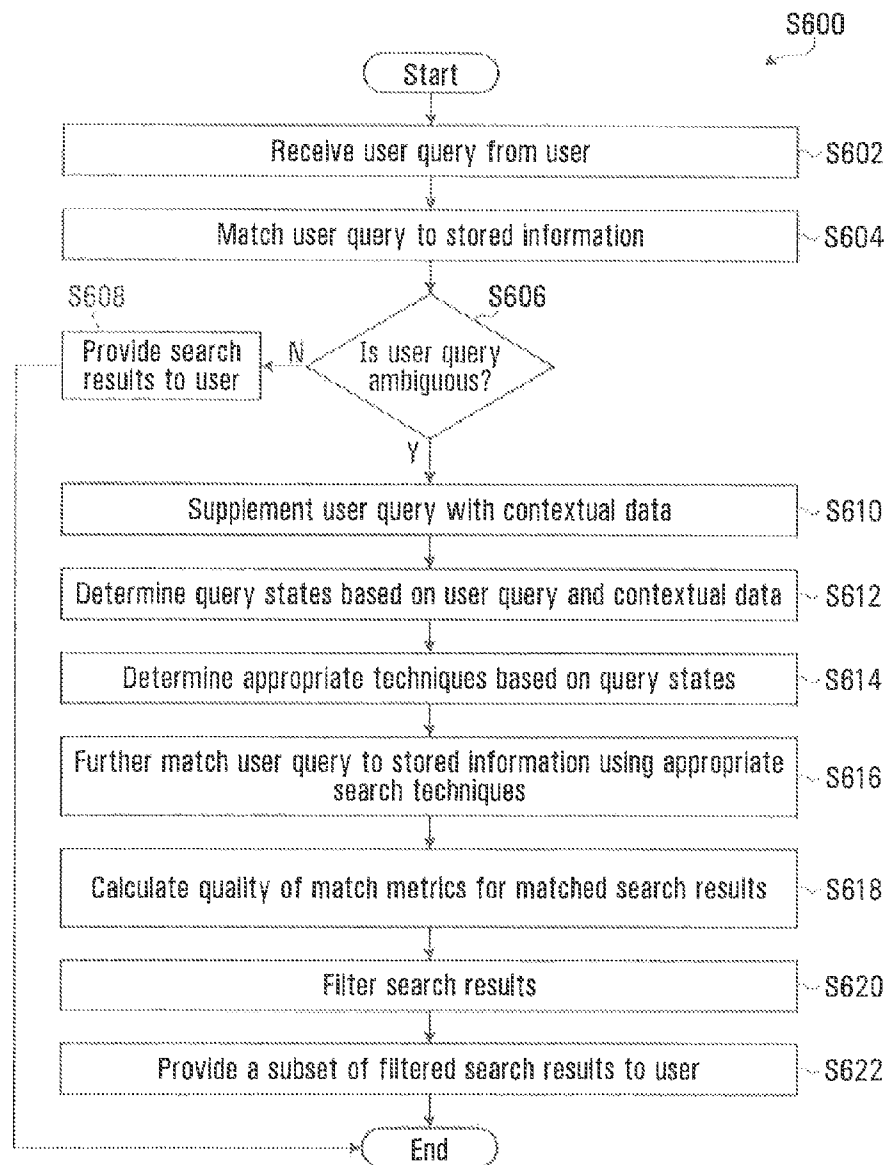 S600
Start
Receive user query from user
S602
Match user query to stored information
S604
S608
S606
Provide search
results to user
N
Is user query
ambiguous?
Y
Supplement user query with contextual data
S610
Determine query states based on user query and contextual data
S612
Determine appropriate techniques based on query states
S614
Further match user query to stored information using appropriate
search techniques
S616
Calculate quality of match metrics for matched search results
S618
Filter search results
S620
Provide a subset of filtered search results to user
S622
End